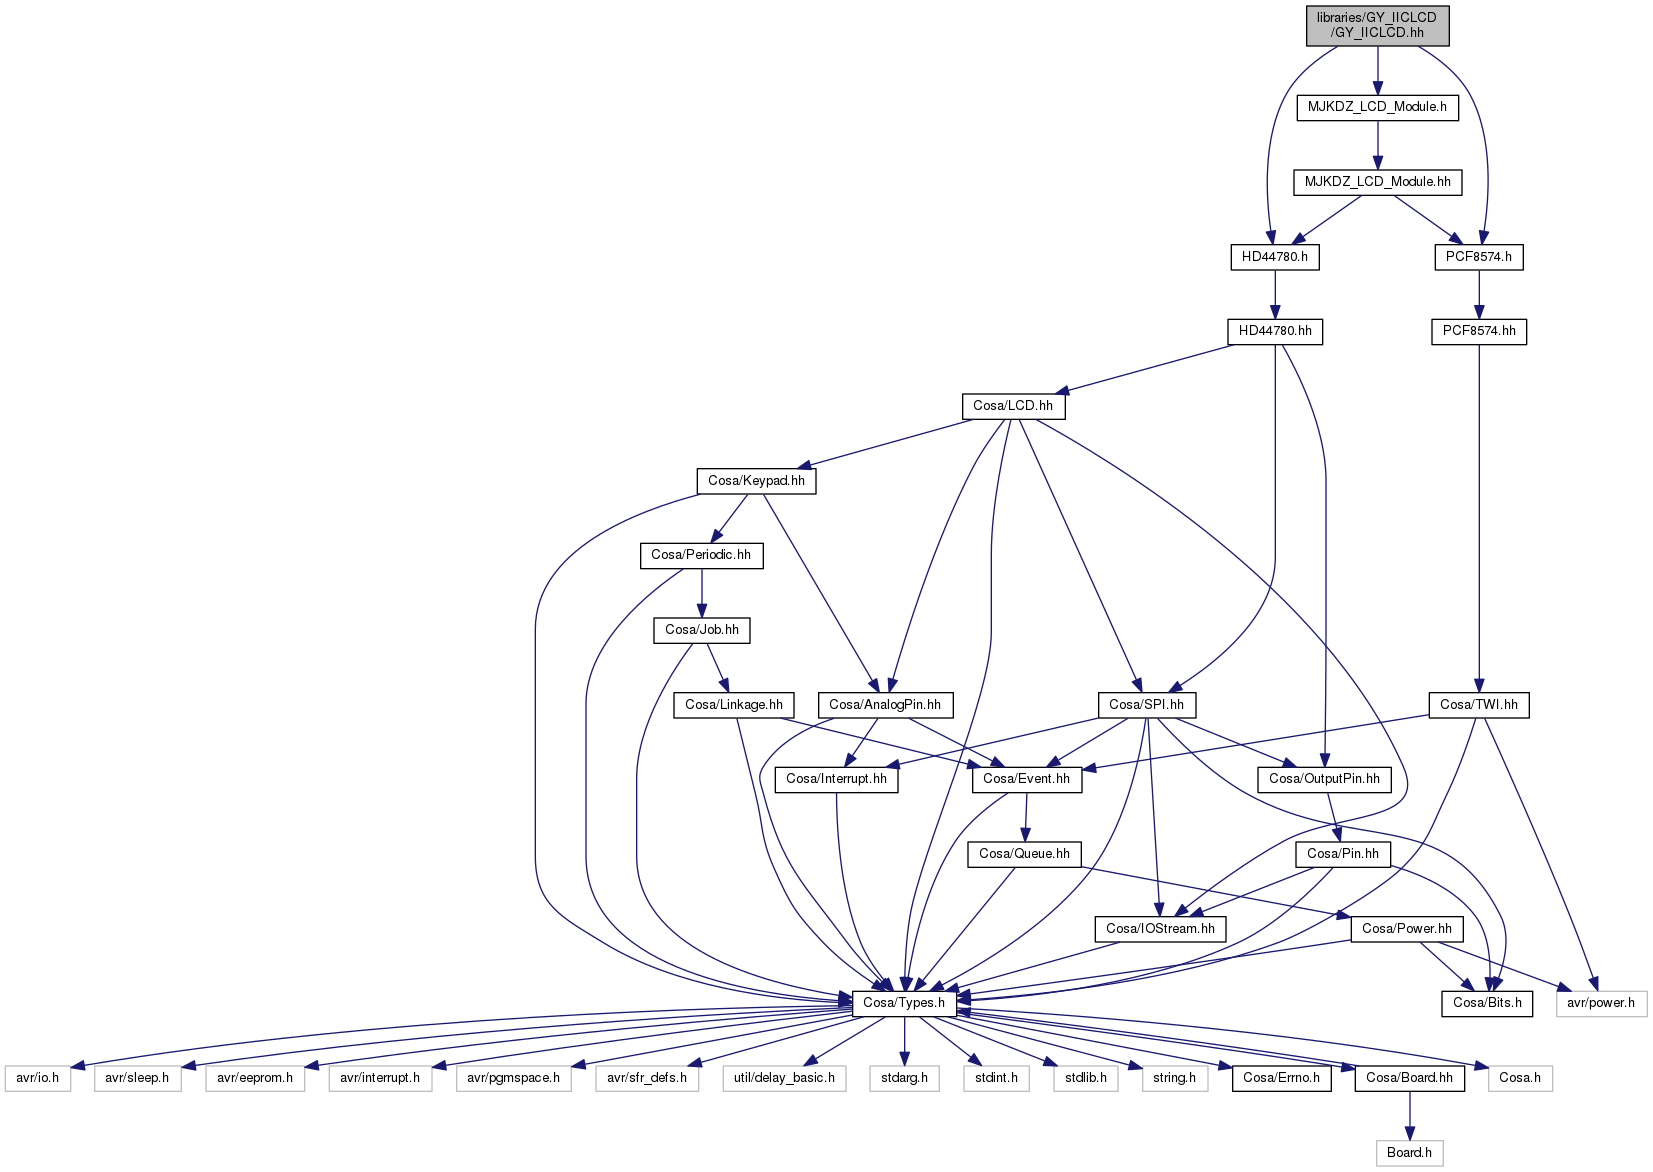 libraries/GY_IICLCD
/GY_IICLCD.hh
MJKDZ_LCD_Module.h
MJKDZ_LCD_Module.hh
HD44780.h
PCF8574.h
HD44780.hh
PCF8574.hh
Cosa/LCD.hh
Cosa/Keypad.hh
Cosa/Periodic.hh
Cosa/Job.hh
Cosa/Linkage.hh
Cosa/AnalogPin.hh
Cosa/SPI.hh
Cosa/TWI.hh
Cosa/Interrupt.hh
Cosa/Event.hh
Cosa/OutputPin.hh
Cosa/Queue.hh
Cosa/Pin.hh
Cosa/IOStream.hh
Cosa/Power.hh
Cosa/Types.h
Cosa/Bits.h
avr/power.h
avr/io.h
avr/sleep.h
avr/eeprom.h
avr/interrupt.h
avr/pgmspace.h
avr/sfr_defs.h
util/delay_basic.h
stdarg.h
stdint.h
stdlib.h
string.h
Cosa/Errno.h
Cosa/Board.hh
Cosa.h
Board.h